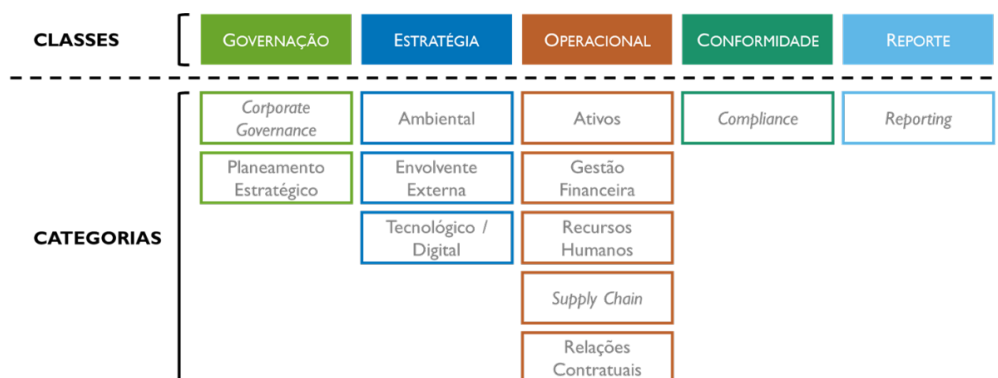 CLASSES
GOVERNAÇÃO
ESTRATÉGIA
OPERACIONAL
CONFORMIDADE
REPORTE
CATEGORIAS
Corporate
Governance
Ambiental
Ativos
Compliance
Reporting
Planeamento
Estratégico
Envolvente
Externa
Gestão
Financeira
Tecnológico /
Digital
Recursos
Humanos
Supply Chain
Relações
Contratuais